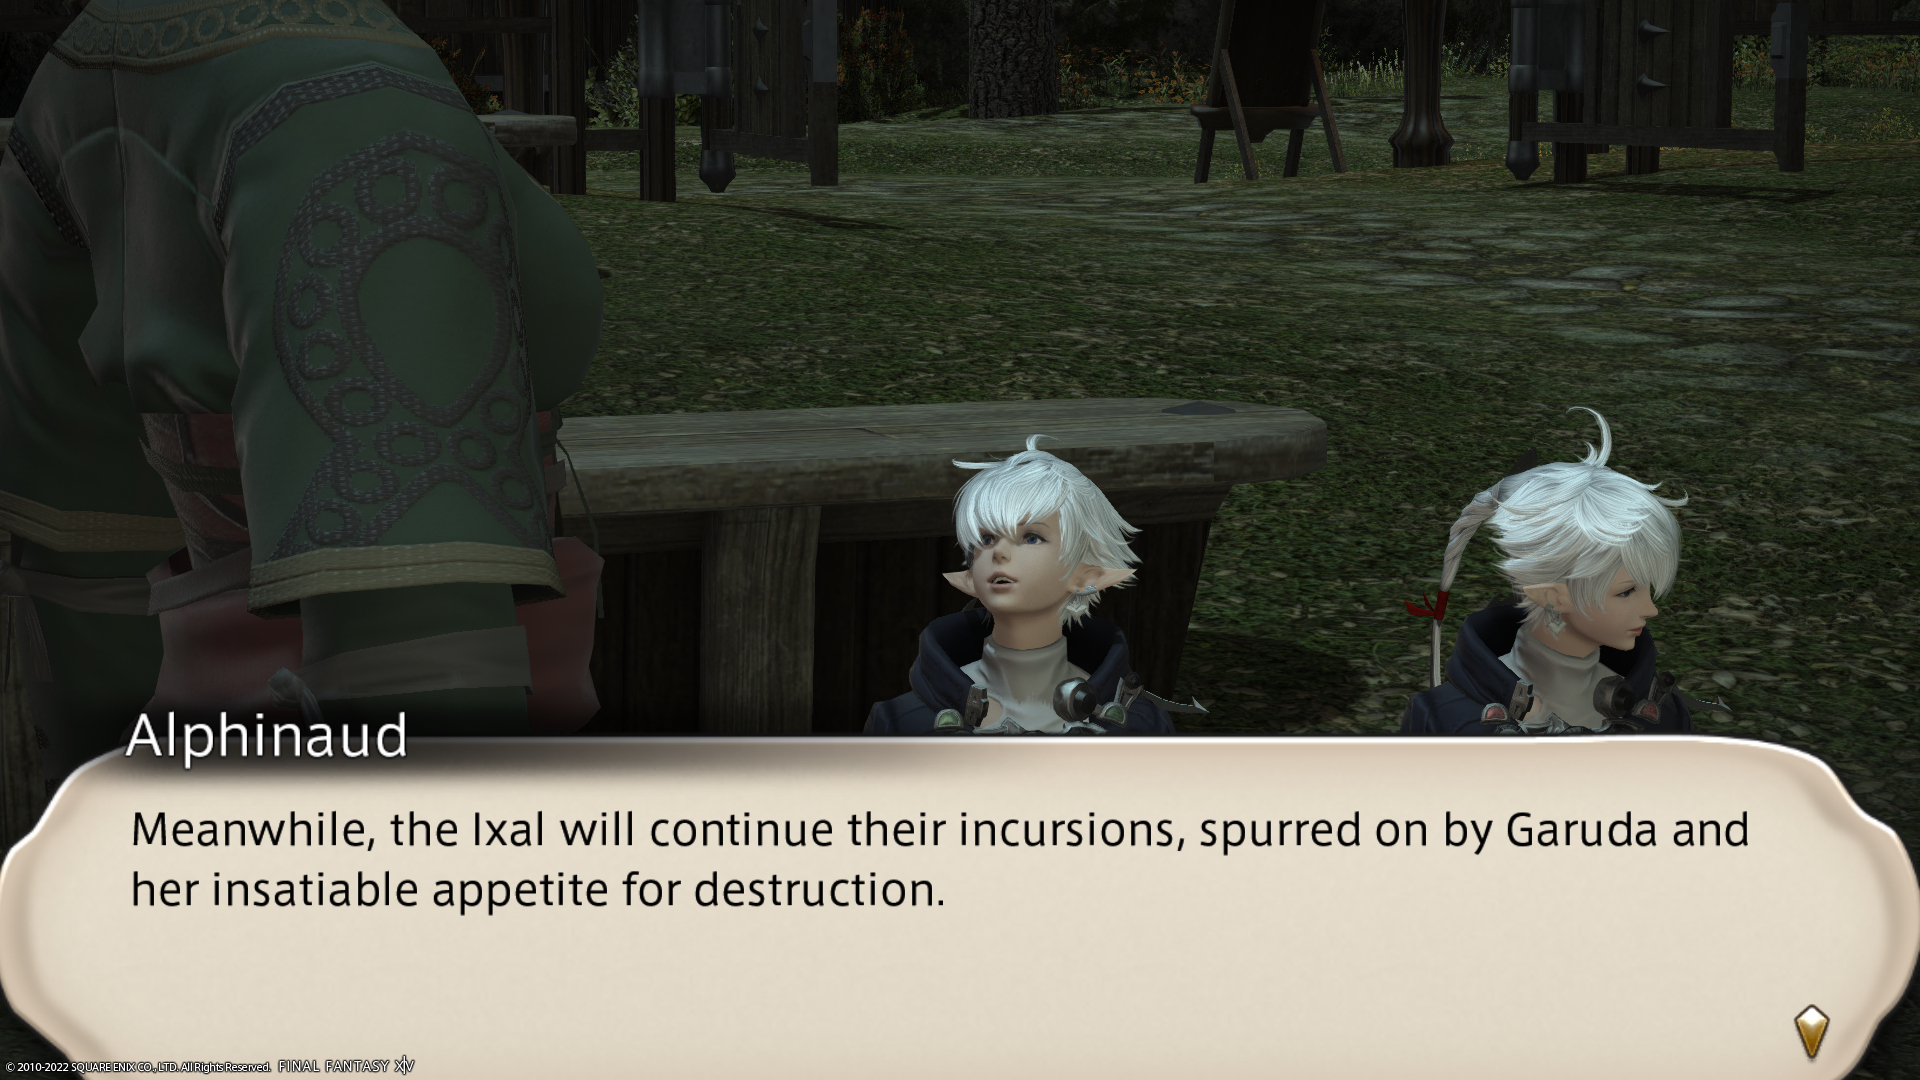 Alphinaud
Meanwhile, the Ixal will continue their incursions, spurred on by Garuda and
her insatiable appetite for destruction.
© 2010-2022 SQUARE ENIX CO., LTD. All Rights Reserved. FINAL FANTASY XIV